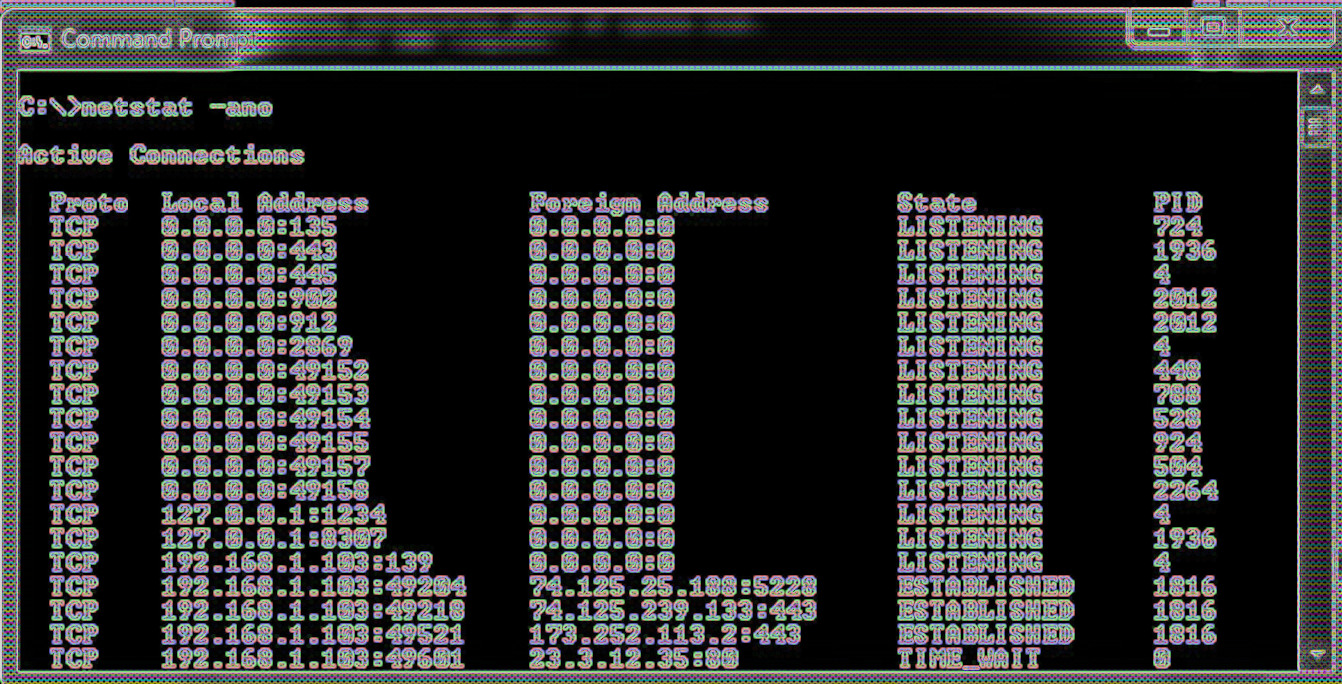 Command Promp
C:\>netstat -ano
Active Connections
Proto Local Address Foreign Address State PID
TCP 0.0.0.0:135 0.0.0.0:0 LISTENING 724
TCP 0.0.0.0:443 0.0.0.0:0 LISTENING 1936
TCP 0.0.0.0:445 0.0.0.0:0 LISTENING 4
TCP 0.0.0.0:902 0.0.0.0:0 LISTENING 2012
TCP 0.0.0.0:912 0.0.0.0:0 LISTENING 2012
TCP 0.0.0.0:2869 0.0.0.0:0 LISTENING 4
TCP 0.0.0.0:49152 0.0.0.0:0 LISTENING 448
TCP 0.0.0.0:49153 0.0.0.0:0 LISTENING 788
TCP 0.0.0.0:49154 0.0.0.0:0 LISTENING 528
TCP 0.0.0.0:49155 0.0.0.0:0 LISTENING 924
TCP 0.0.0.0:49157 0.0.0.0:0 LISTENING 504
TCP 0.0.0.0:49158 0.0.0.0:0 LISTENING 2264
TCP 127.0.0.1:1234 0.0.0.0:0 LISTENING 4
TCP 127.0.0.1:8307 0.0.0.0:0 LISTENING 1936
TCP 192.168.1.103:139 0.0.0.0:0 LISTENING 4
TCP 192.168.1.103:49204 74.125.25.188:5228 ESTABLISHED 1816
TCP 192.168.1.103:49218 74.125.239.133:443 ESTABLISHED 1816
TCP 192.168.1.103:49521 173.252.113.2:443 ESTABLISHED 1816
TCP 192.168.1.103:49601 23.3.12.35:80 TIME_WAIT 0